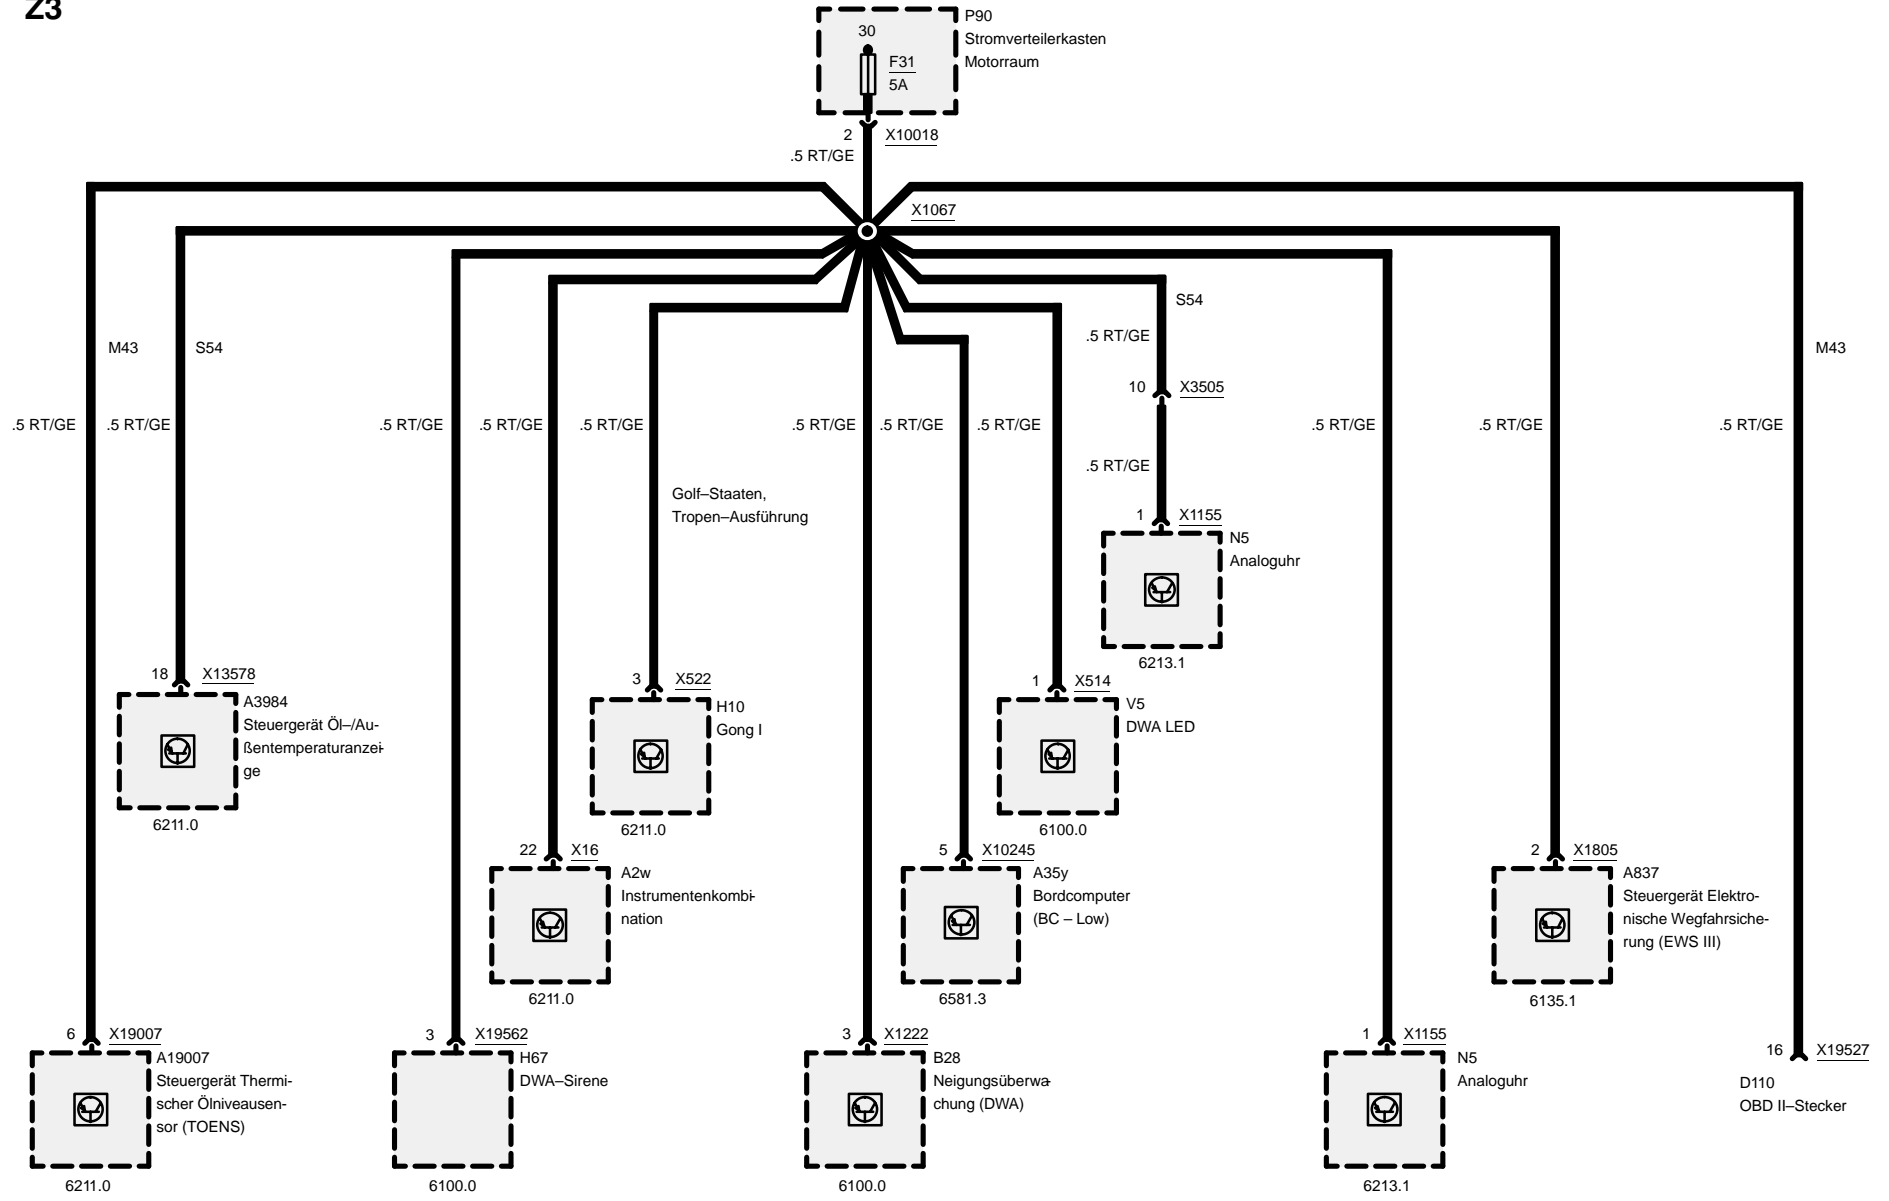 Z3
P90
Stromverteilerkasten
Motorraum
30
F31
5A
2
X10018
.5 RT/GE
X1067
M43
S54
S54
M43
.5 RT/GE
10
X3505
.5 RT/GE
.5 RT/GE
.5 RT/GE
.5 RT/GE
.5 RT/GE
.5 RT/GE
.5 RT/GE
.5 RT/GE
.5 RT/GE
.5 RT/GE
.5 RT/GE
.5 RT/GE
Golf–Staaten,
Tropen–Ausführung
1
X1155
N5
Analoguhr
6213.1
18
X13578
A3984
Steuergerät Öl–/Au-
ßentemperaturanzei-
ge
6211.0
3
X522
H10
Gong I
6211.0
1
X514
V5
DWA LED
6100.0
22
X16
A2w
Instrumentenkombi-
nation
6211.0
5
X10245
A35y
Bordcomputer
(BC – Low)
6581.3
2
X1805
A837
Steuergerät Elektro-
nische Wegfahrsiche-
rung (EWS III)
6135.1
6
X19007
A19007
Steuergerät Thermi-
scher Ölniveausen-
sor (TOENS)
6211.0
3
X19562
H67
DWA–Sirene
6100.0
3
X1222
B28
Neigungsüberwa-
chung (DWA)
6100.0
1
X1155
N5
Analoguhr
6213.1
16
X19527
D110
OBD II–Stecker